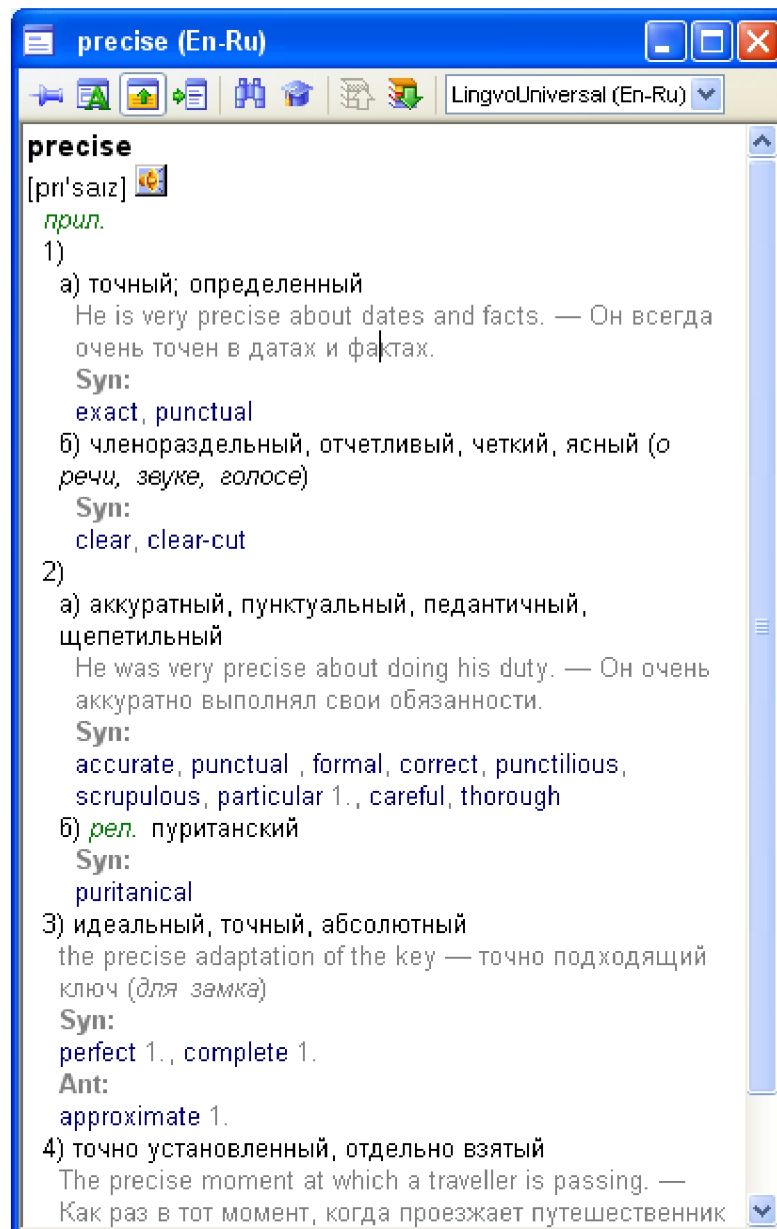 precise (En-Ru)
LingvoUniversal (En-Ru)
precise
[prɪ'saɪz]
прил.
1)
а) точный; определенный
He is very precise about dates and facts. — Он всегда
очень точен в датах и фактах.
Syn:
exact, punctual
б) членораздельный, отчетливый, четкий, ясный (о
речи, звуке, голосе)
Syn:
clear, clear-cut
2)
а) аккуратный, пунктуальный, педантичный,
щепетильный
He was very precise about doing his duty. — Он очень
аккуратно выполнял свои обязанности.
Syn:
accurate, punctual , formal, correct, punctilious,
scrupulous, particular 1., careful, thorough
б) рел. пуританский
Syn:
puritanical
3) идеальный, точный, абсолютный
the precise adaptation of the key — точно подходящий
ключ (для замка)
Syn:
perfect 1., complete 1.
Ant:
approximate 1.
4) точно установленный, отдельно взятый
The precise moment at which a traveller is passing. —
Как раз в тот момент, когда проезжает путешественник